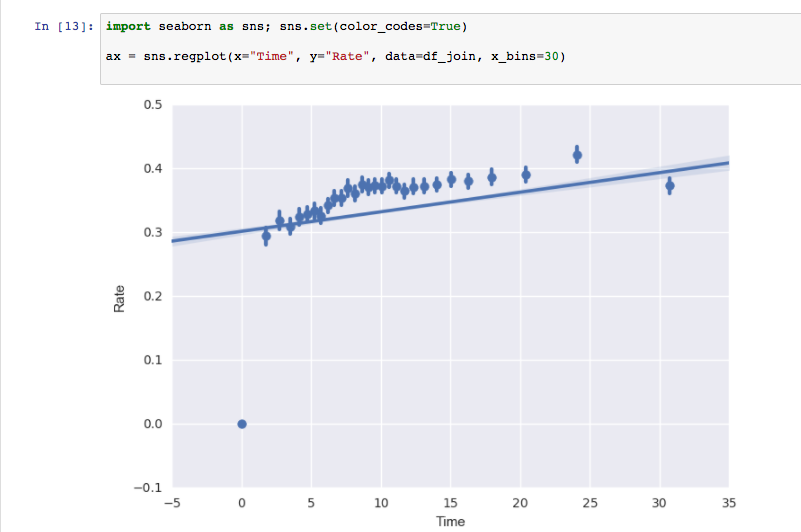 In [13]: import seaborn as sns; sns.set(color_codes=True)
ax = sns.regplot(x="Time", y="Rate", data=df_join, x_bins=30)
0.5
0.4
0.3
0.2
0.1
0.0
−0.1
Rate
−5 0 5 10 15 20 25 30 35
Time